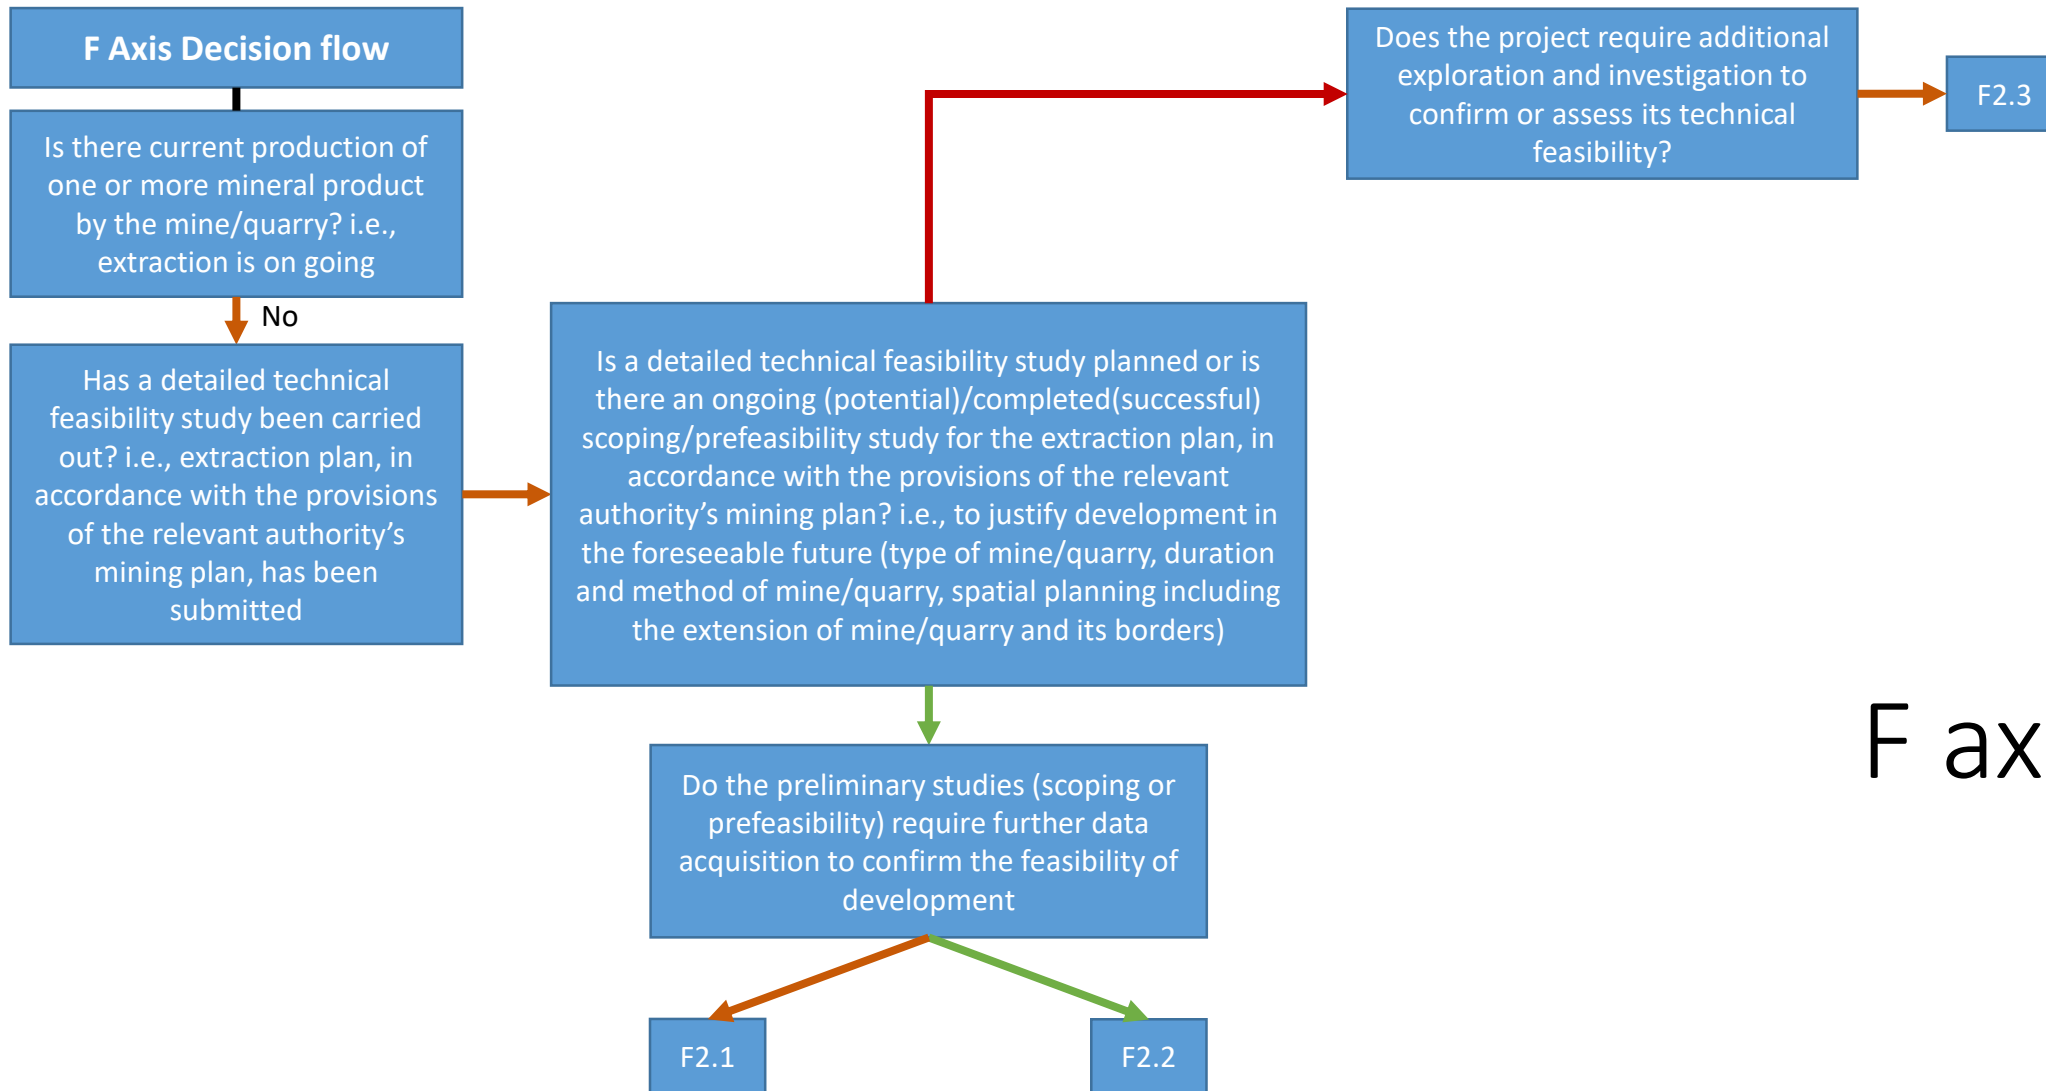 F Axis Decision flow
Is there current production of
one or more mineral product
by the mine/quarry? i.e.,
extraction is on going
No
Has a detailed technical
feasibility study been carried
out? i.e., extraction plan, in
accordance with the provisions
of the relevant authority’s
mining plan, has been
submitted
Is a detailed technical feasibility study planned or is
there an ongoing (potential)/completed(successful)
scoping/prefeasibility study for the extraction plan, in
accordance with the provisions of the relevant
authority’s mining plan? i.e., to justify development in
the foreseeable future (type of mine/quarry, duration
and method of mine/quarry, spatial planning including
the extension of mine/quarry and its borders)
Does the project require additional
exploration and investigation to
confirm or assess its technical
feasibility?
F2.3
Do the preliminary studies (scoping or
prefeasibility) require further data
acquisition to confirm the feasibility of
development
F2.1
F2.2
F ax